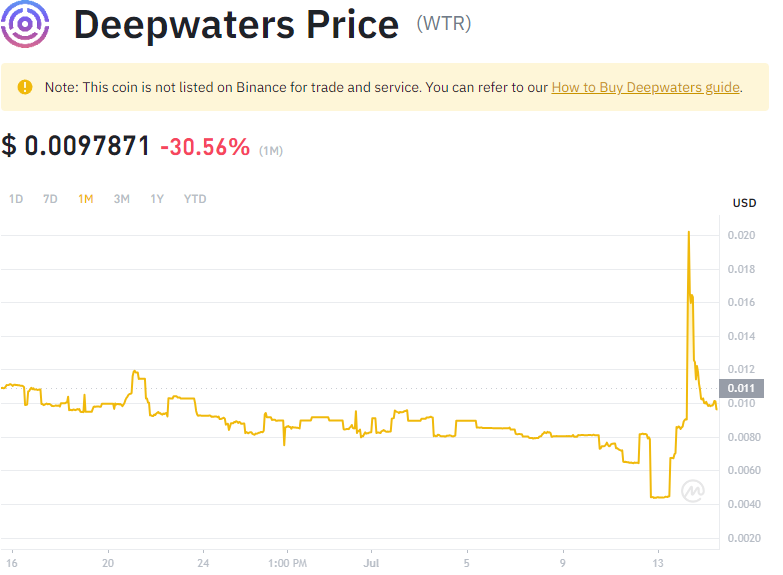 Deepwaters Price (WTR)
Note: This coin is not listed on Binance for trade and service. You can refer to our How to Buy Deepwaters guide.
$ 0.0097871 -30.56% (1M)
1D 7D 1M 3M 1Y YTD
USD
0.020
0.018
0.016
0.014
0.012
0.011
0.010
0.0080
0.0060
0.0040
0.0020
16 20 24 1:00 PM Jul 5 9 13